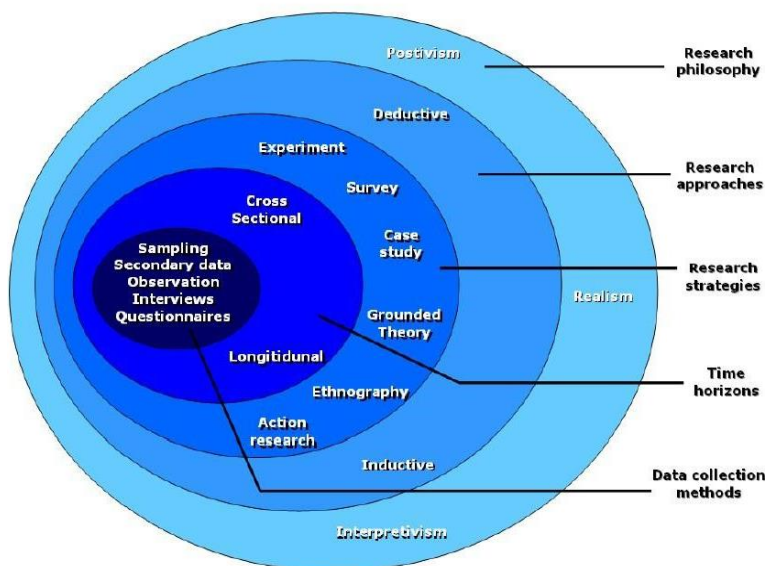 Postivism
Research
philosophy
Deductive
Experiment
Research
approaches
Survey
Cross
Sectional
Case
study
Sampling
Secondary data
Observation
Interviews
Questionnaires
Research
strategies
Realism
Grounded
Theory
Longitidunal
Time
horizons
Ethnography
Action
research
Inductive
Data collection
methods
Interpretivism